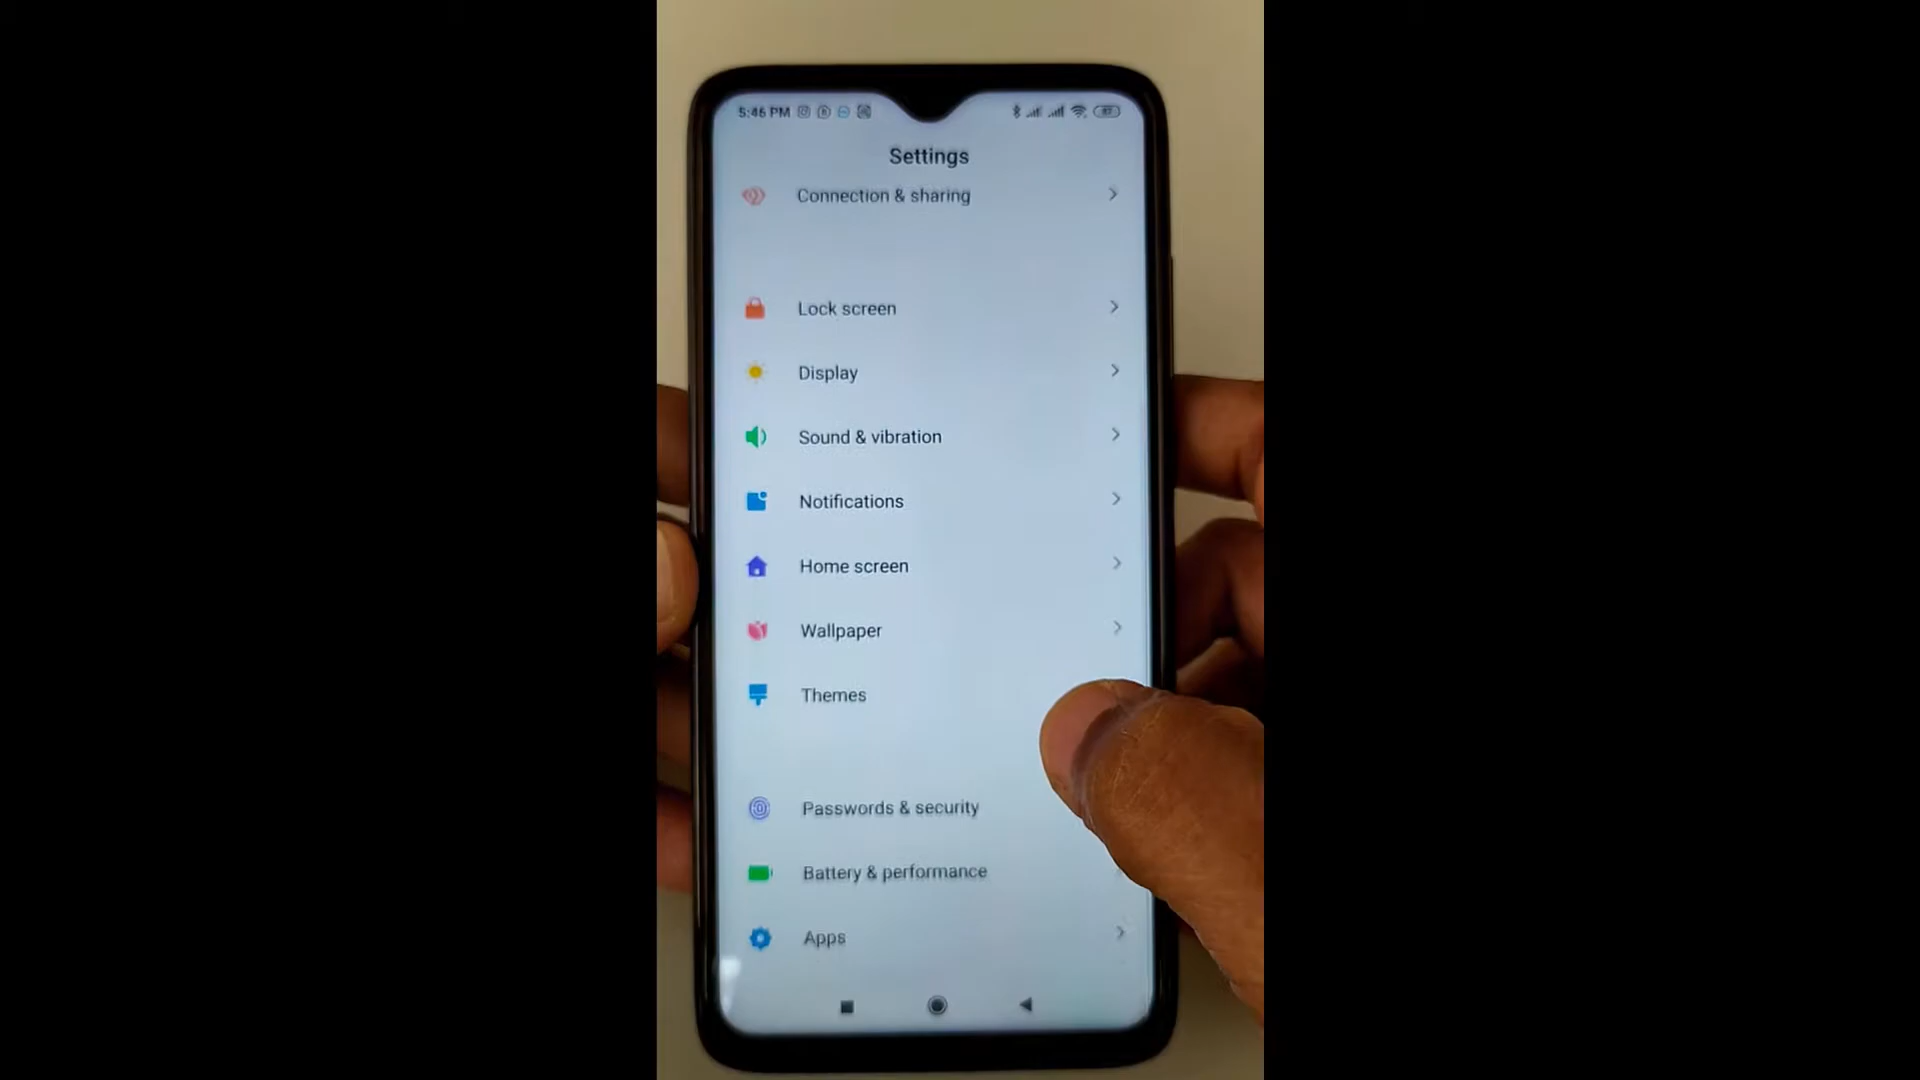 5:46 PM
Settings
Connection & sharing
Lock screen
Display
Sound & vibration
Notifications
Home screen
Wallpaper
Themes
Passwords & security
Battery & performance
Apps